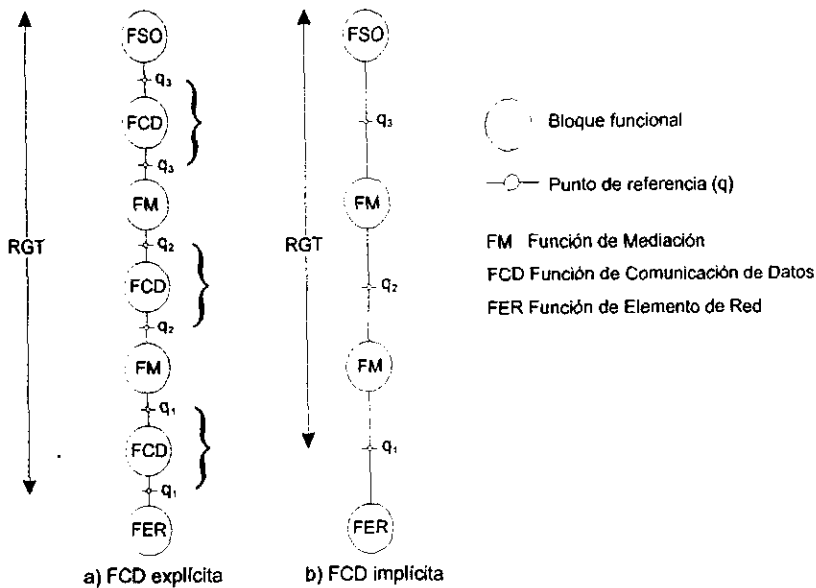 FSO
q₃
FCD
q₃
FM
q₂
RGT
FCD
q₂
FM
q₁
FCD
q₁
FER
a) FCD explícita
FSO
q₃
FM
RGT
q₂
FM
q₁
FER
b) FCD implícita
Bloque funcional
Punto de referencia (q)
FM Función de Mediación
FCD Función de Comunicación de Datos
FER Función de Elemento de Red